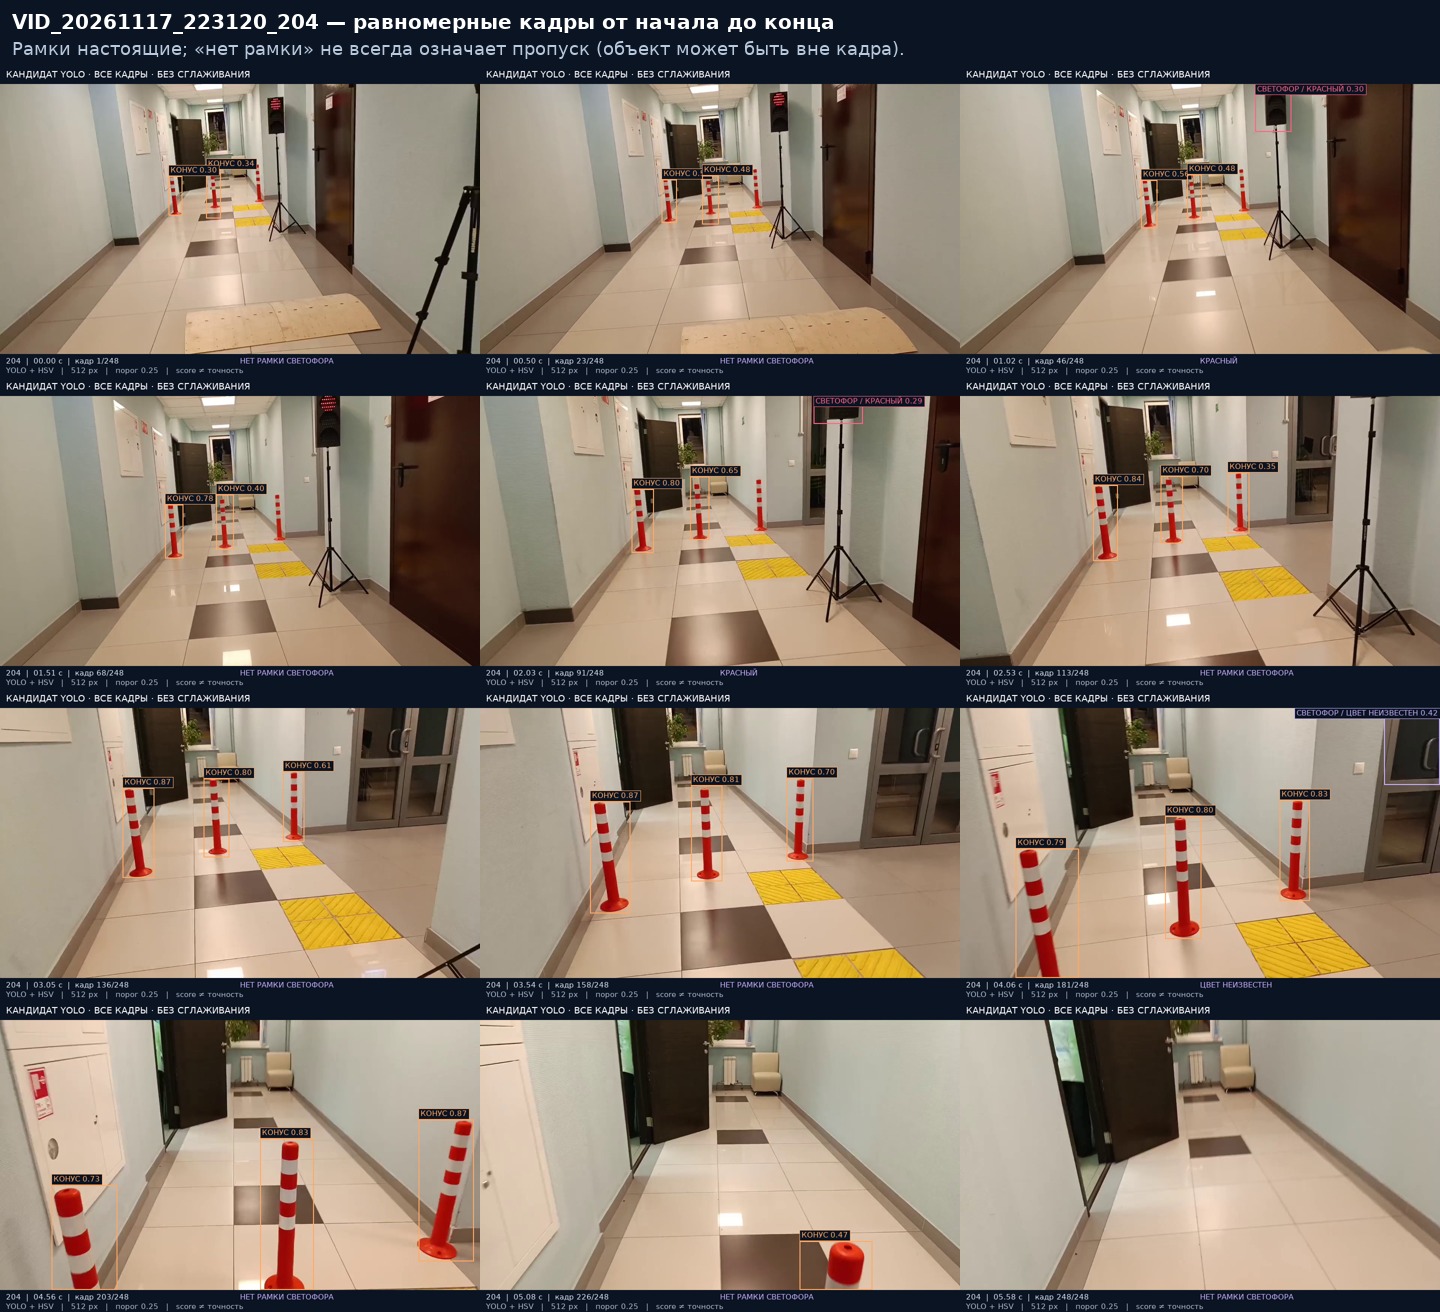 VID_20261117_223120_204 — равномерные кадры от начала до конца
Рамки настоящие; «нет рамки» не всегда означает пропуск (объект может быть вне кадра).
КАНДИДАТ YOLO · ВСЕ КАДРЫ · БЕЗ СГЛАЖИВАНИЯ
КАНДИДАТ YOLO · ВСЕ КАДРЫ · БЕЗ СГЛАЖИВАНИЯ
КАНДИДАТ YOLO · ВСЕ КАДРЫ · БЕЗ СГЛАЖИВАНИЯ
СВЕТОФОР / КРАСНЫЙ 0.30
КОНУС 0.34
КОНУС 0.30
КОНУС 0.48
КОНУС 0.48
204 | 00.00 с | кадр 1/248 НЕТ РАМКИ СВЕТОФОРА
YOLO + HSV | 512 px | порог 0.25 | score ≠ точность
204 | 00.50 с | кадр 23/248 НЕТ РАМКИ СВЕТОФОРА
YOLO + HSV | 512 px | порог 0.25 | score ≠ точность
204 | 01.02 с | кадр 46/248 КРАСНЫЙ
YOLO + HSV | 512 px | порог 0.25 | score ≠ точность
КАНДИДАТ YOLO · ВСЕ КАДРЫ · БЕЗ СГЛАЖИВАНИЯ
КАНДИДАТ YOLO · ВСЕ КАДРЫ · БЕЗ СГЛАЖИВАНИЯ
КАНДИДАТ YOLO · ВСЕ КАДРЫ · БЕЗ СГЛАЖИВАНИЯ
СВЕТОФОР / КРАСНЫЙ 0.29
КОНУС 0.78
КОНУС 0.40
КОНУС 0.80
КОНУС 0.65
КОНУС 0.84
КОНУС 0.70
КОНУС 0.35
204 | 01.51 с | кадр 68/248 НЕТ РАМКИ СВЕТОФОРА
YOLO + HSV | 512 px | порог 0.25 | score ≠ точность
204 | 02.03 с | кадр 91/248 КРАСНЫЙ
YOLO + HSV | 512 px | порог 0.25 | score ≠ точность
204 | 02.53 с | кадр 113/248 НЕТ РАМКИ СВЕТОФОРА
YOLO + HSV | 512 px | порог 0.25 | score ≠ точность
КАНДИДАТ YOLO · ВСЕ КАДРЫ · БЕЗ СГЛАЖИВАНИЯ
КАНДИДАТ YOLO · ВСЕ КАДРЫ · БЕЗ СГЛАЖИВАНИЯ
КАНДИДАТ YOLO · ВСЕ КАДРЫ · БЕЗ СГЛАЖИВАНИЯ
СВЕТОФОР / ЦВЕТ НЕИЗВЕСТЕН 0.42
КОНУС 0.87
КОНУС 0.80
КОНУС 0.61
КОНУС 0.87
КОНУС 0.81
КОНУС 0.70
КОНУС 0.79
КОНУС 0.80
КОНУС 0.83
204 | 03.05 с | кадр 136/248 НЕТ РАМКИ СВЕТОФОРА
YOLO + HSV | 512 px | порог 0.25 | score ≠ точность
204 | 03.54 с | кадр 158/248 НЕТ РАМКИ СВЕТОФОРА
YOLO + HSV | 512 px | порог 0.25 | score ≠ точность
204 | 04.06 с | кадр 181/248 ЦВЕТ НЕИЗВЕСТЕН
YOLO + HSV | 512 px | порог 0.25 | score ≠ точность
КАНДИДАТ YOLO · ВСЕ КАДРЫ · БЕЗ СГЛАЖИВАНИЯ
КАНДИДАТ YOLO · ВСЕ КАДРЫ · БЕЗ СГЛАЖИВАНИЯ
КАНДИДАТ YOLO · ВСЕ КАДРЫ · БЕЗ СГЛАЖИВАНИЯ
КОНУС 0.73
КОНУС 0.83
КОНУС 0.87
КОНУС 0.47
204 | 04.56 с | кадр 203/248 НЕТ РАМКИ СВЕТОФОРА
YOLO + HSV | 512 px | порог 0.25 | score ≠ точность
204 | 05.08 с | кадр 226/248 НЕТ РАМКИ СВЕТОФОРА
YOLO + HSV | 512 px | порог 0.25 | score ≠ точность
204 | 05.58 с | кадр 248/248 НЕТ РАМКИ СВЕТОФОРА
YOLO + HSV | 512 px | порог 0.25 | score ≠ точность